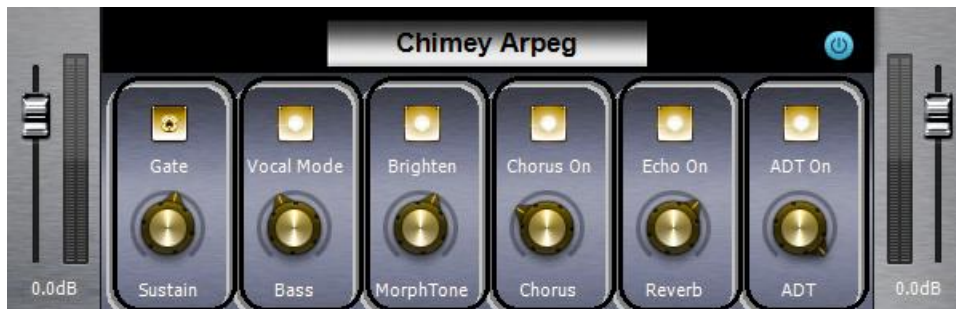 Chimey Arpeg
Gate
Vocal Mode
Brighten
Chorus On
Echo On
ADT On
0.0dB
Sustain
Bass
MorphTone
Chorus
Reverb
ADT
0.0dB